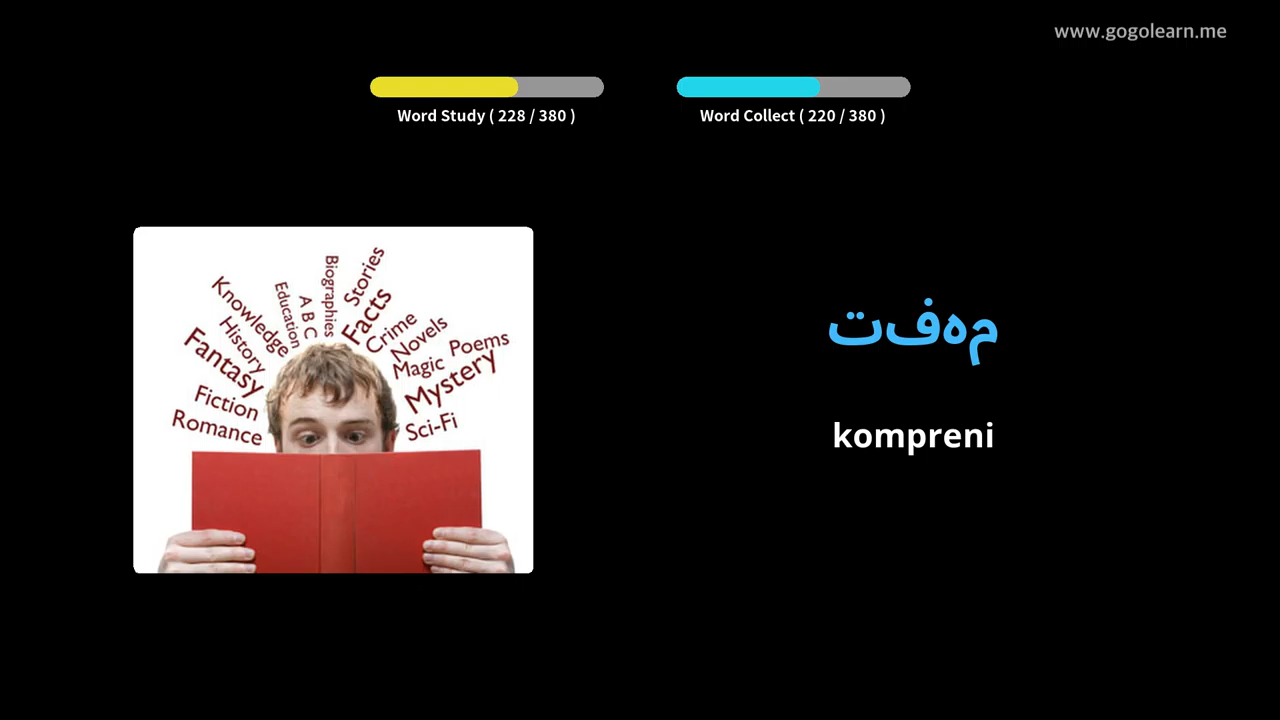 www.gogolearn.me
Word Study ( 228 / 380 )
Word Collect ( 220 / 380 )
Biographies
Stories
Knowledge
Education
A B C
Facts
History
Crime
Novels
Fantasy
Magic
Poems
Mystery
Fiction
Romance
Sci-Fi
مهفت
kompreni